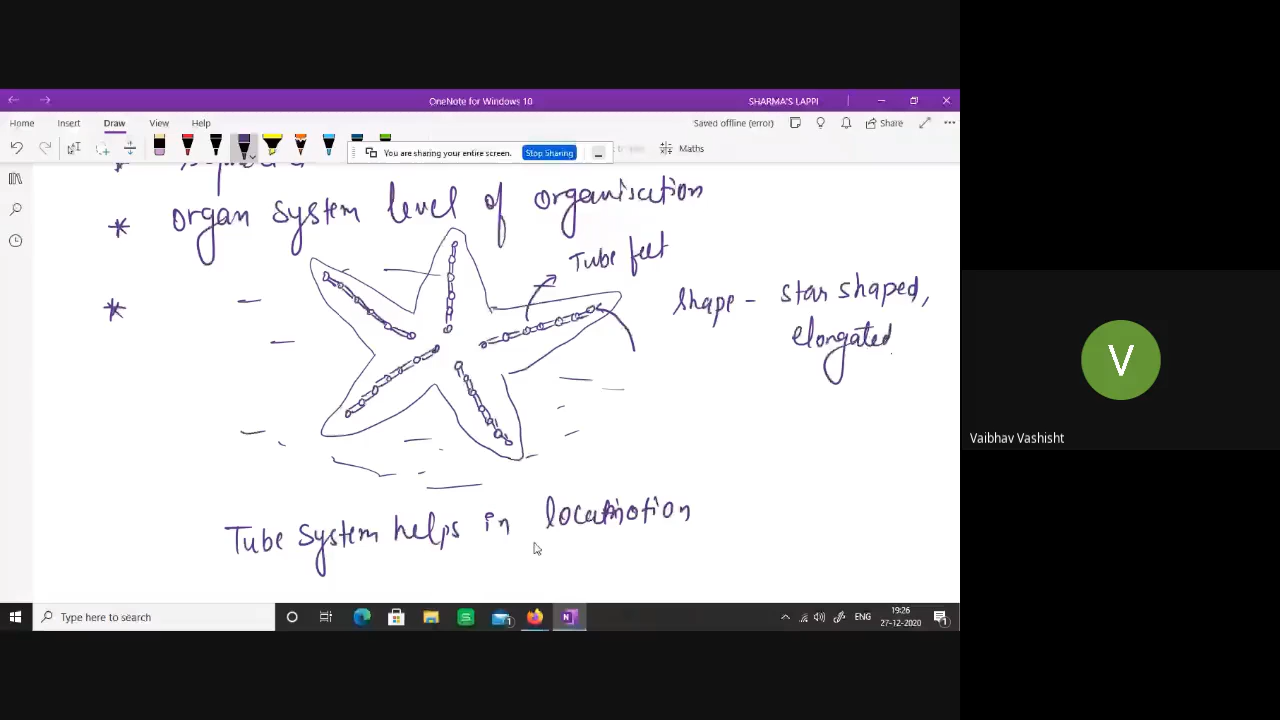 OneNote for Windows 10
SHARMA'S LAPPI
Home Insert Draw View Help
Saved offline (error)
Share
You are sharing your entire screen.
Stop Sharing
Maths
* organ system level of organisation
Tube feet
*
shape - star shaped,
elongated
Tube system helps in
V
Vaibhav Vashisht
Type here to search
ENG
19:26
27-12-2020